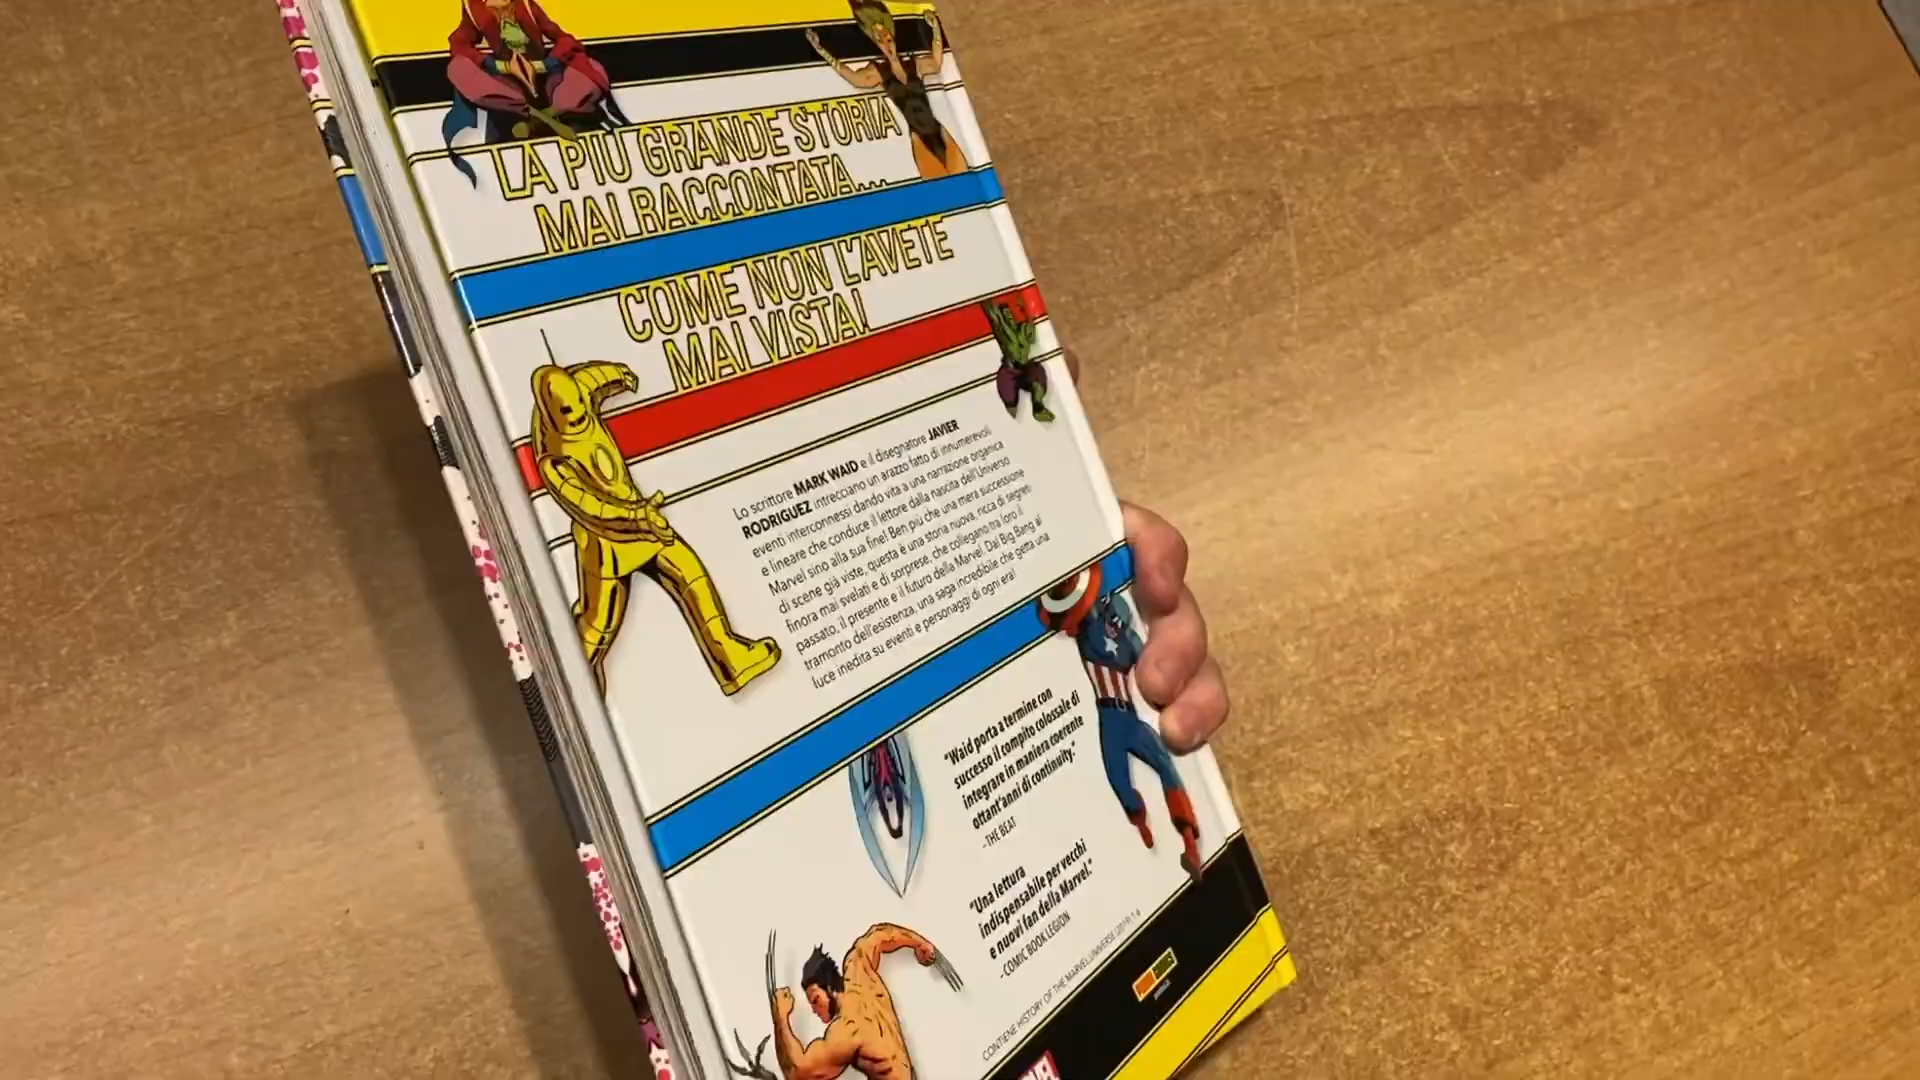 LA PIÙ GRANDE STORIA
MAI RACCONTATA...
COME NON L'AVETE
MAI VISTA!
Lo scrittore MARK WAID e il disegnatore JAVIER
RODRIGUEZ intrecciano un arazzo fatto di innumerevoli
eventi interconnessi dando vita a una narrazione organica
e lineare che conduce il lettore dalla nascita dell'Universo
Marvel sino alla sua fine! Ben più che una mera successione
di scene già viste, questa è una storia nuova, ricca di segreti
finora mai svelati e di sorprese, che collegano tra loro il
passato, il presente e il futuro della Marvel. Dal Big Bang al
tramonto dell'esistenza, una saga incredibile che getta una
luce inedita su eventi e personaggi di ogni era!
"Waid porta a termine con
successo il compito colossale di
integrare in maniera coerente
ottant'anni di continuity."
–THE BEAT
"Una lettura
indispensabile per vecchi
e nuovi fan della Marvel."
–COMIC BOOK LEGION
CONTIENE HISTORY OF THE MARVEL UNIVERSE (2019) 1-6